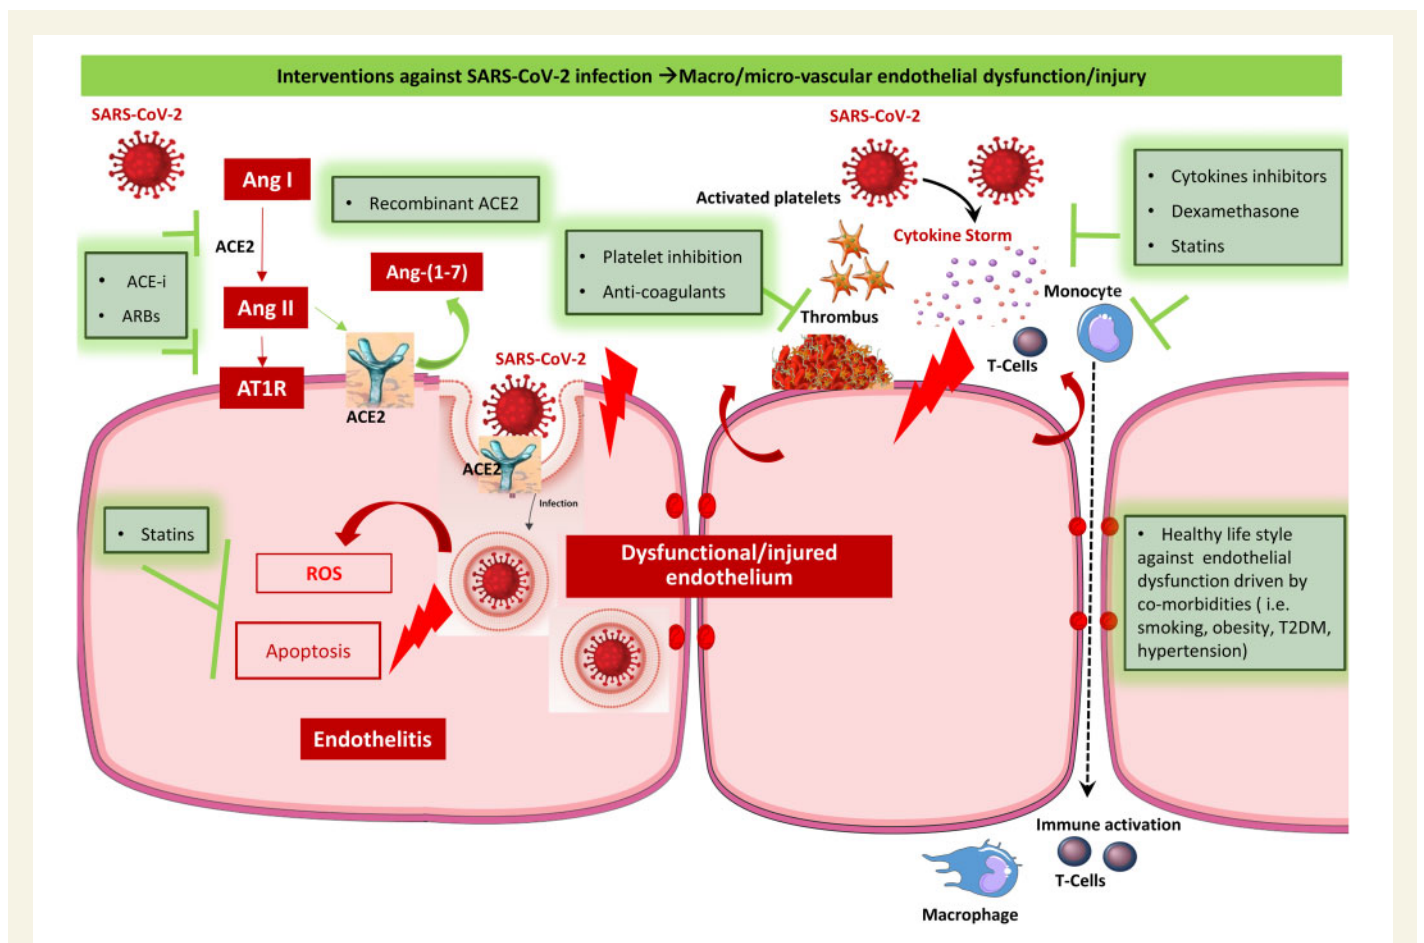 Interventions against SARS-CoV-2 infection →Macro/micro-vascular endothelial dysfunction/injury
SARS-CoV-2
Ang I
ACE2
• ACE-i
• ARBs
Ang II
AT1R
• Recombinant ACE2
Ang-(1-7)
ACE2
SARS-CoV-2
ACE2
Infection
• Statins
ROS
Apoptosis
Endothelitis
Dysfunctional/injured
endothelium
• Platelet inhibition
• Anti-coagulants
Activated platelets
Thrombus
SARS-CoV-2
Cytokine Storm
Monocyte
T-Cells
• Cytokines inhibitors
• Dexamethasone
• Statins
• Healthy life style
against endothelial
dysfunction driven by
co-morbidities ( i.e.
smoking, obesity, T2DM,
hypertension)
Immune activation
T-Cells
Macrophage